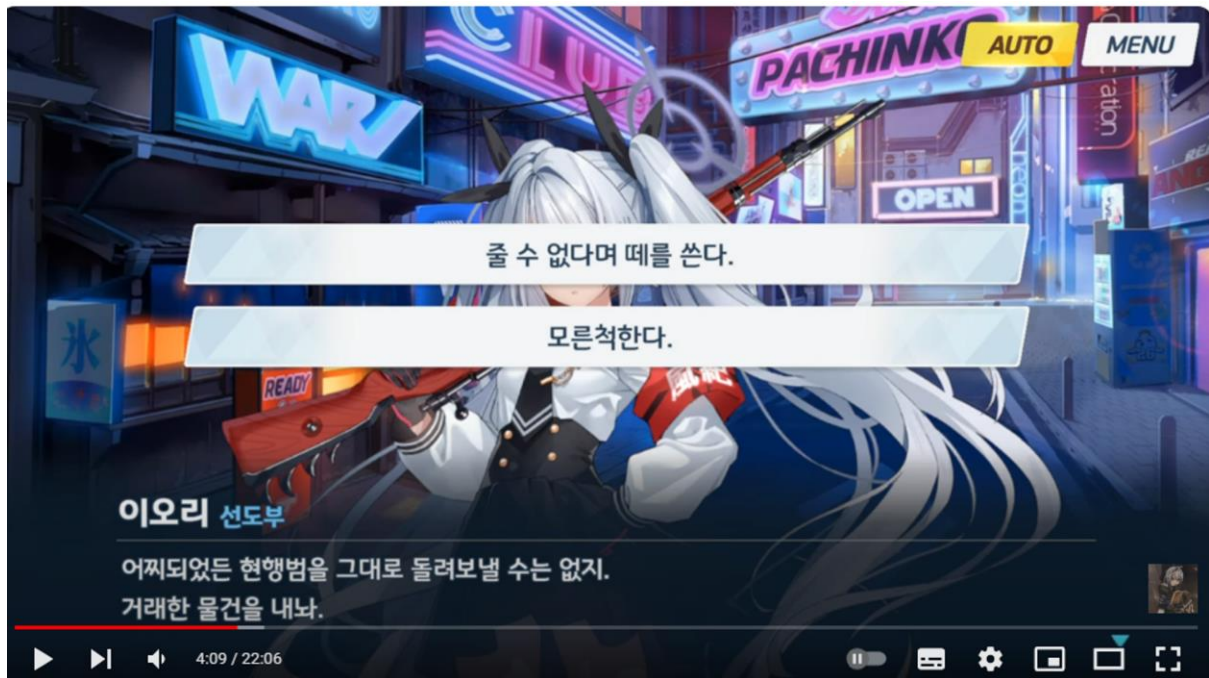 CLUB
PACHINKO
AUTO
MENU
WAR
OPEN
줄 수 없다며 떼를 쓴다.
모른척한다.
氷
READY
이오리 선도부
어찌되었든 현행범을 그대로 돌려보낼 수는 없지.
거래한 물건을 내놔.
4:09 / 22:06